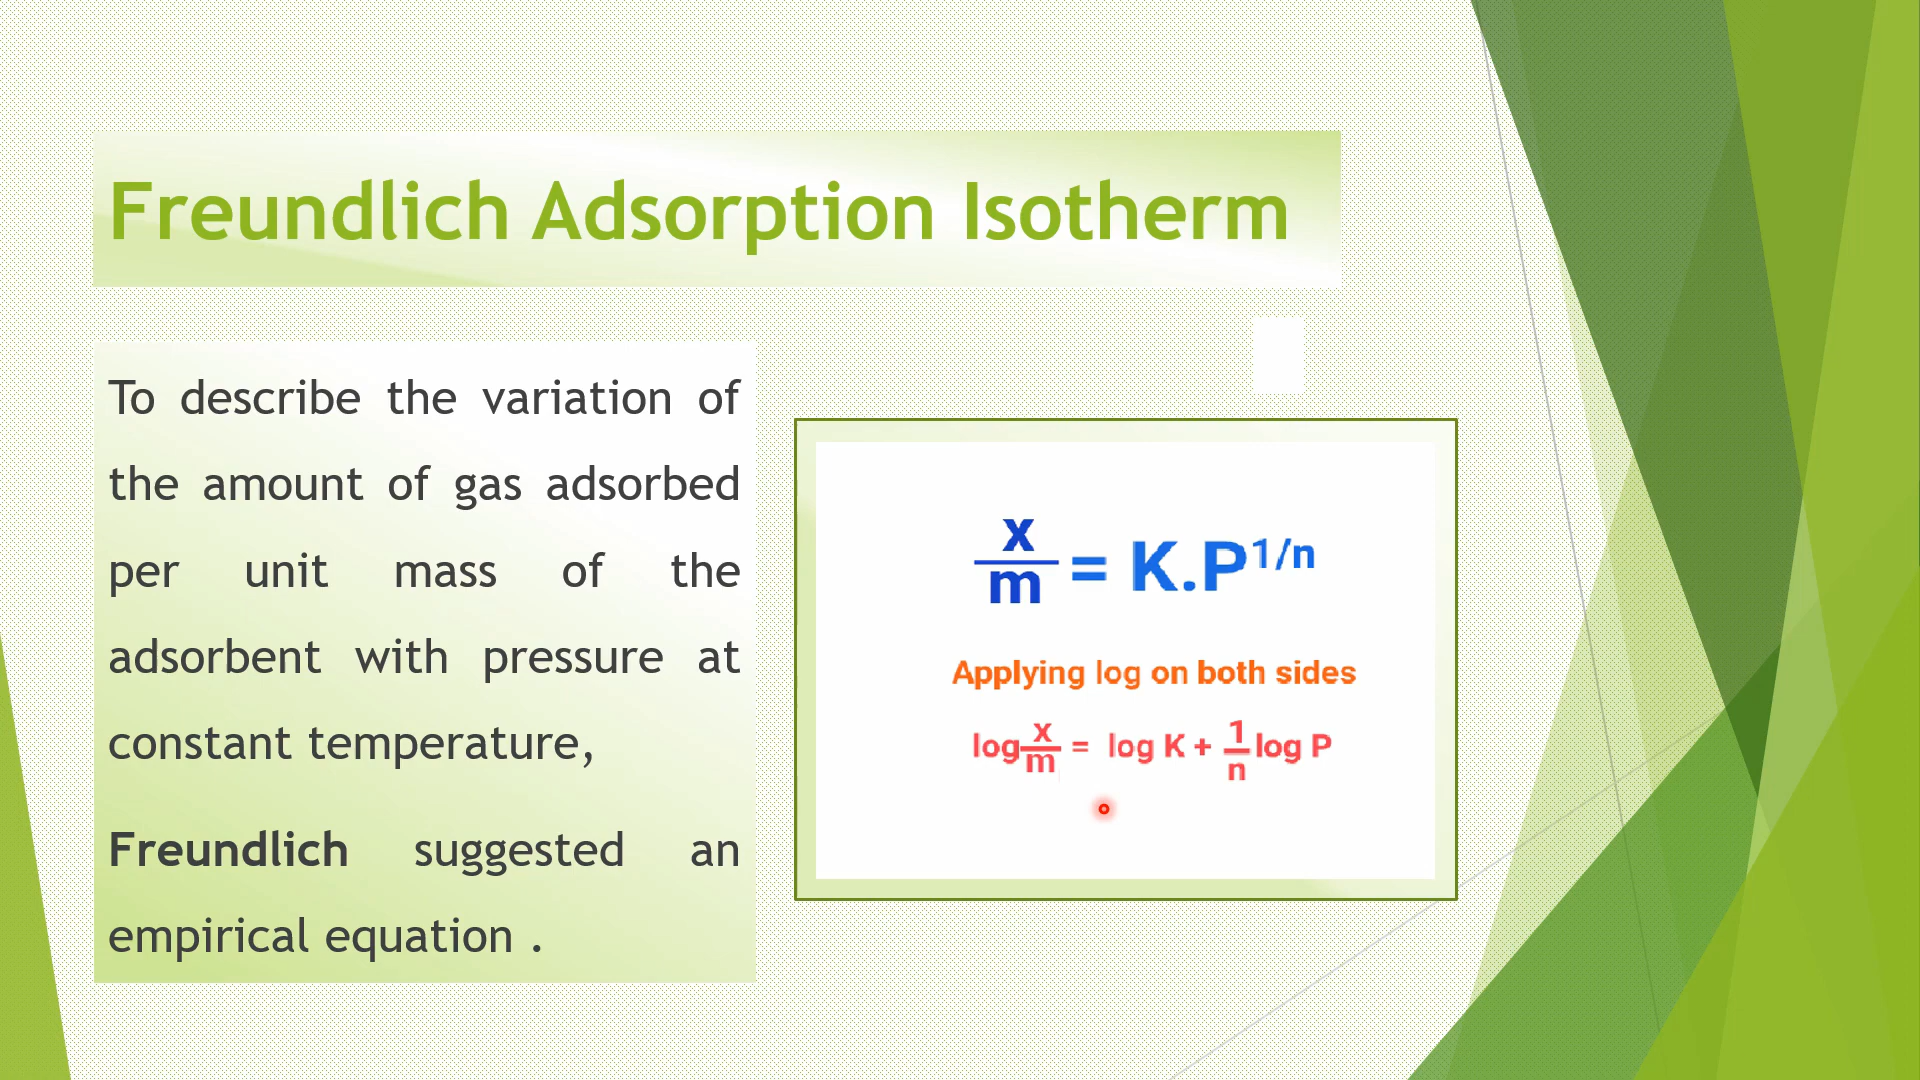 Freundlich Adsorption Isotherm
To describe the variation of
the amount of gas adsorbed
per unit mass of the
adsorbent with pressure at
constant temperature,
Freundlich suggested an
empirical equation .
x/m = K.P^1/n
Applying log on both sides
log x/m = log K + 1/n log P